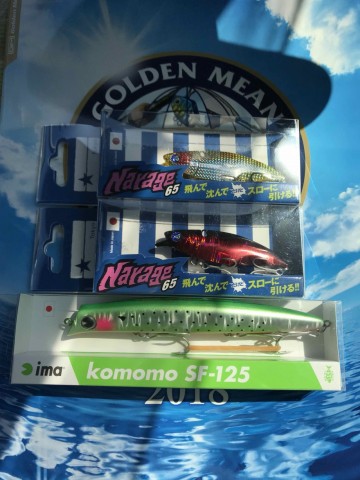 GOLDEN MEAN
Narage 65
飛んで
沈んで
スローに
引ける!!
Narage 65
飛んで
沈んで
スローに
引ける!!
ima
komomo SF-125
2018